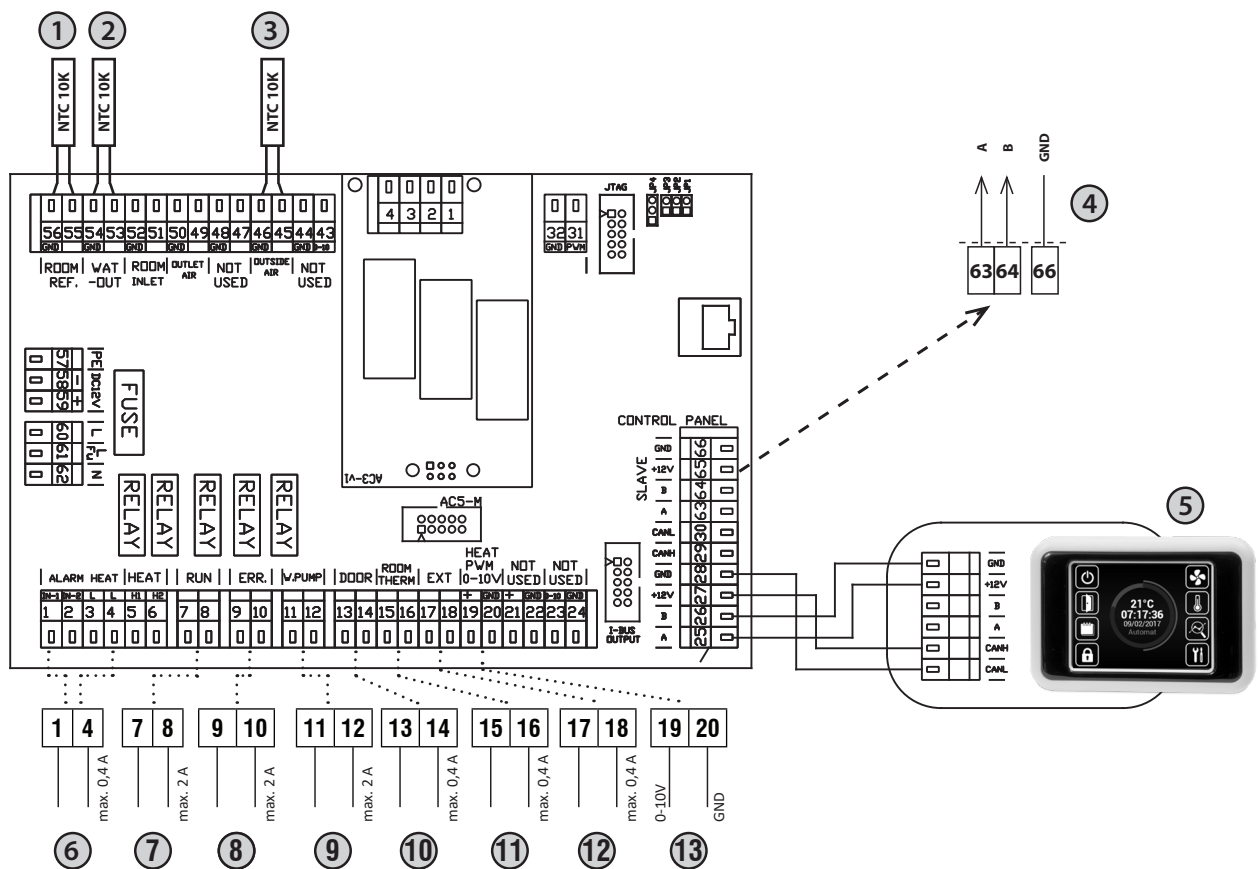 1 2 3
NTC 10K NTC 10K NTC 10K
A B GND
4
63 64 66
4 3 2 1
JTAG
JP4 JP3 JP2 JP1
56 55 54 53 52 51 50 49 48 47 46 45 44 43
GND GND GND GND GND GND GND 0-10
32 31
GND PWM
ROOM REF.
WAT -OUT
ROOM INLET
OUTLET AIR
NOT USED
OUTSIDE AIR
NOT USED
57 PE
58 - DC12V
59 +
60 L
61 L FU
62 N
FUSE
RELAY RELAY RELAY RELAY RELAY
AC3-v1
AC5-M
CONTROL PANEL
SLAVE
GND 66
+12V 65
B 64
A 63
CANL 30
CANH 29
GND 28
+12V 27
B 26
A 25
I-BUS
OUTPUT
5
GND
+12V
B
A
CANH
CANL
21°C
07:17:36
09/02/2017
Automat
ALARM HEAT HEAT RUN ERR. W.PUMP DOOR ROOM THERM EXT HEAT PWM 0-10V NOT USED NOT USED
IN-1 IN-2 L L H1 H2 + GND + GND 0-10 GND
1 2 3 4 5 6 7 8 9 10 11 12 13 14 15 16 17 18 19 20 21 22 23 24
1 4 7 8 9 10 11 12 13 14 15 16 17 18 19 20
max. 0,4 A max. 2 A max. 2 A max. 2 A max. 0,4 A max. 0,4 A max. 0,4 A 0-10V GND
6 7 8 9 10 11 12 13